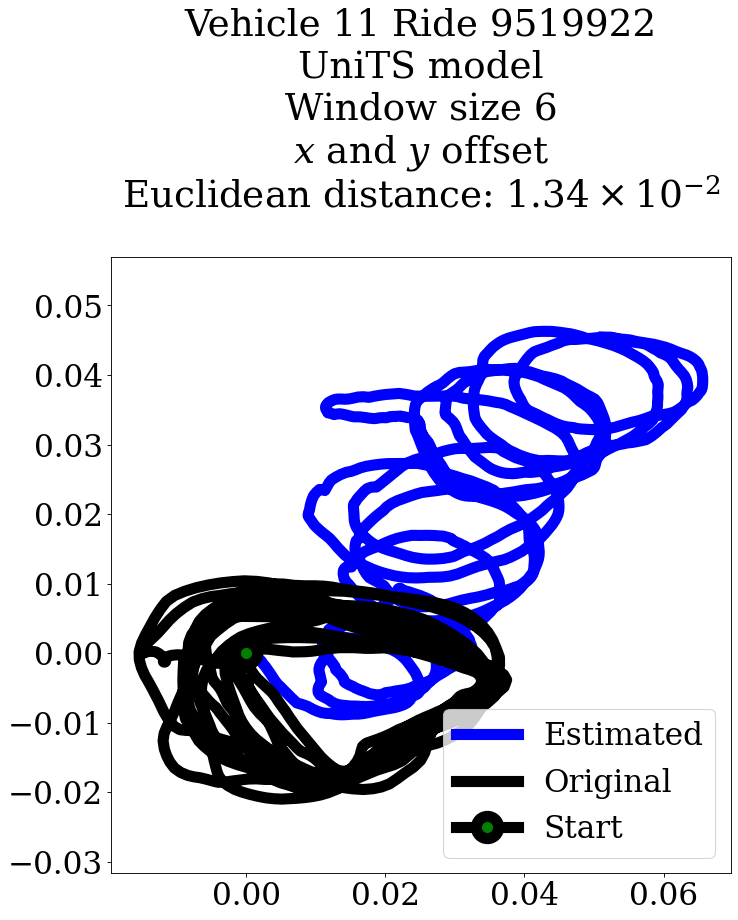 Vehicle 11 Ride 9519922
UniTS model
Window size 6
x and y offset
Euclidean distance: 1.34 × 10⁻²
0.05
0.04
0.03
0.02
0.01
0.00
−0.01
−0.02
−0.03
Estimated
Original
Start
0.00 0.02 0.04 0.06